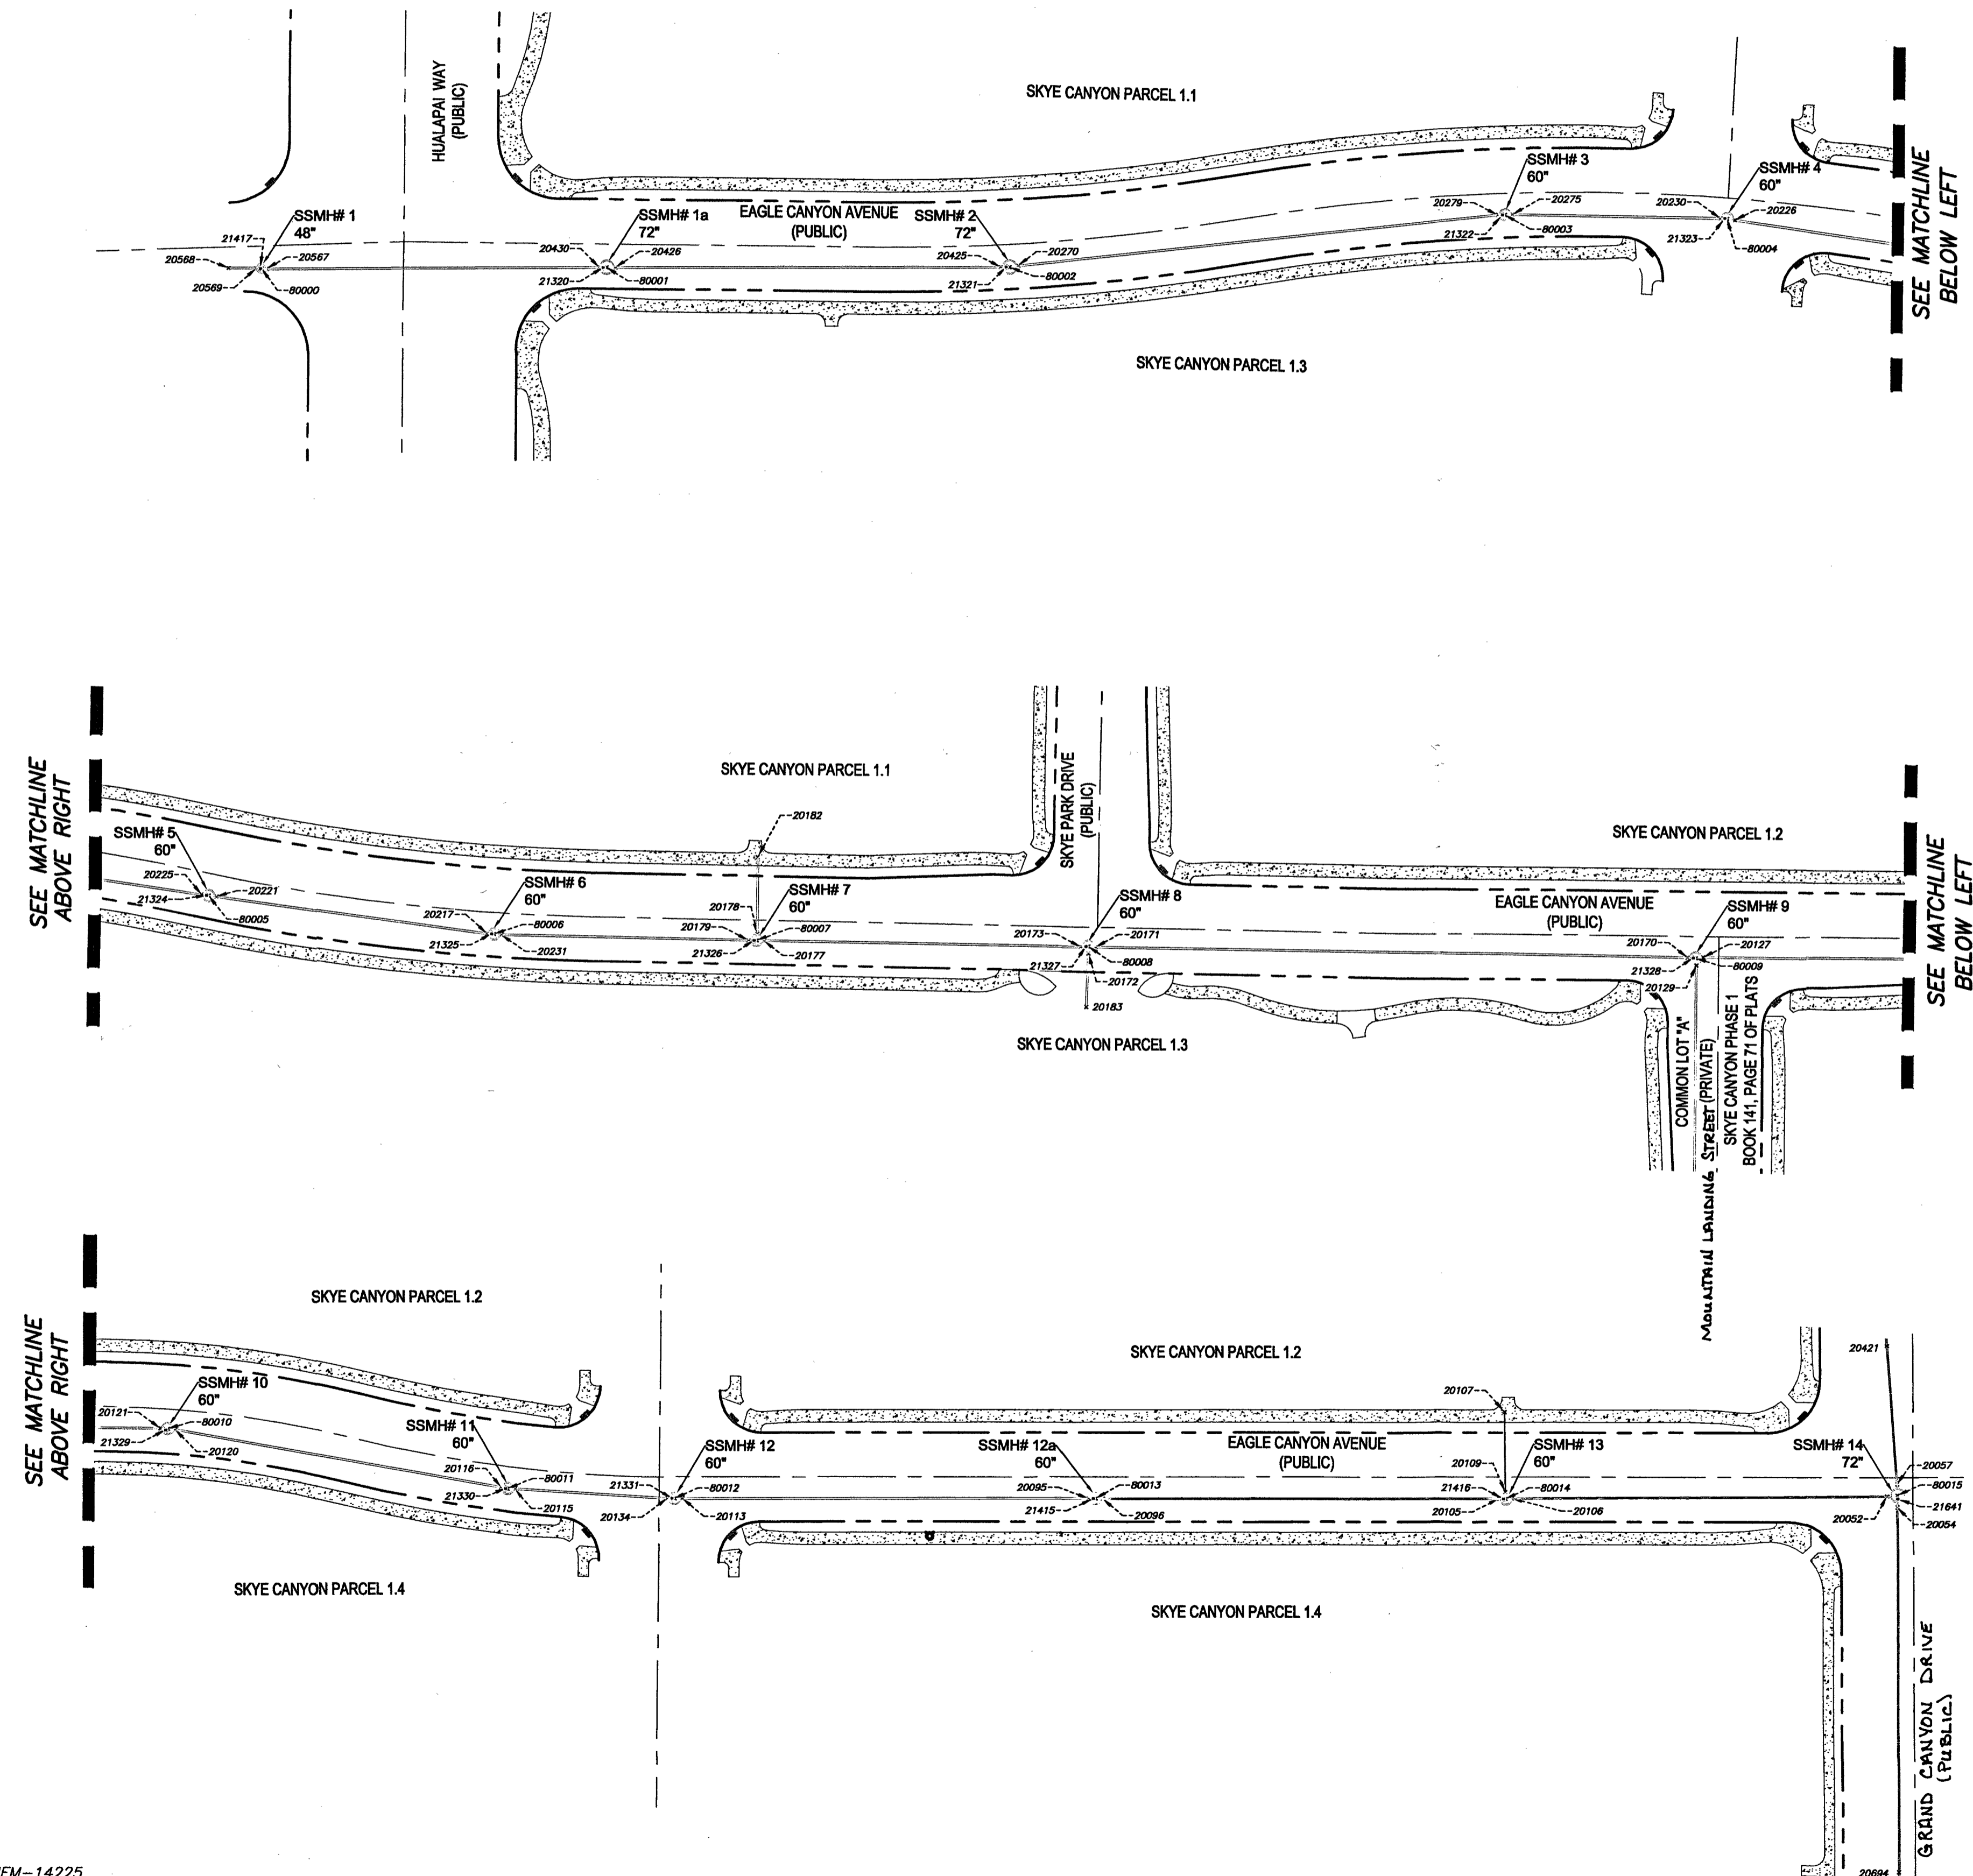 HUALAPAI WAY
(PUBLIC)
SKYE CANYON PARCEL 1.1
SSMH# 1
48"
21417
20568
20567
20569
80000
SSMH# 1a
72"
EAGLE CANYON AVENUE
(PUBLIC)
20430
20426
21320
80001
SSMH# 2
72"
20425
20270
21321
80002
SSMH# 3
60"
20279
20275
21322
80003
SSMH# 4
60"
20230
20226
21323
80004
SEE MATCHLINE
BELOW LEFT
SKYE CANYON PARCEL 1.3
SEE MATCHLINE
ABOVE RIGHT
SKYE CANYON PARCEL 1.1
SSMH# 5
60"
20225
20221
21324
80005
SSMH# 6
60"
20217
80006
21325
20231
20182
SSMH# 7
60"
20178
20179
80007
21326
20177
SKYE PARK DRIVE
(PUBLIC)
SSMH# 8
60"
20173
20171
21327
80008
20172
20183
SKYE CANYON PARCEL 1.3
SKYE CANYON PARCEL 1.2
EAGLE CANYON AVENUE
(PUBLIC)
SSMH# 9
60"
20170
20127
21328
80009
20129
COMMON LOT "A"
MOUNTAIN LANDING STREET (PRIVATE)
SKYE CANYON PHASE 1
BOOK 141, PAGE 71 OF PLATS
SEE MATCHLINE
BELOW LEFT
SEE MATCHLINE
ABOVE RIGHT
SKYE CANYON PARCEL 1.2
SSMH# 10
60"
20121
80010
21329
20120
SSMH# 11
60"
20116
80011
21330
20115
SSMH# 12
60"
21331
80012
20134
20113
SKYE CANYON PARCEL 1.2
SSMH# 12a
60"
20095
80013
21415
20096
EAGLE CANYON AVENUE
(PUBLIC)
20107
SSMH# 13
60"
20109
21416
80014
20105
20106
20421
SSMH# 14
72"
20057
80015
21641
20052
20054
SKYE CANYON PARCEL 1.4
SKYE CANYON PARCEL 1.4
GRAND CANYON DRIVE
(PUBLIC)
20694
FM-14225